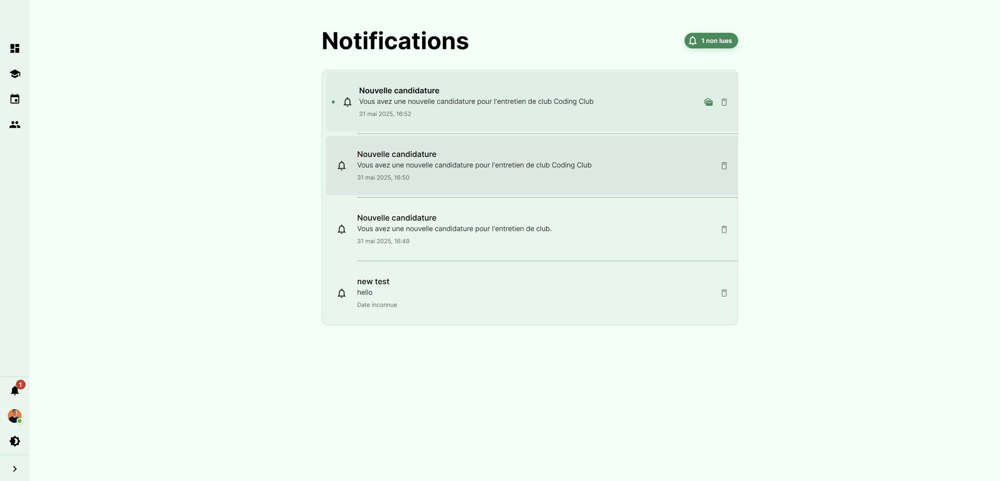 Notifications
1 non lues
Nouvelle candidature
Vous avez une nouvelle candidature pour l'entretien de club Coding Club
31 mai 2025, 16:52
Nouvelle candidature
Vous avez une nouvelle candidature pour l'entretien de club Coding Club
31 mai 2025, 16:50
Nouvelle candidature
Vous avez une nouvelle candidature pour l'entretien de club.
31 mai 2025, 16:49
new test
hello
Date inconnue
1